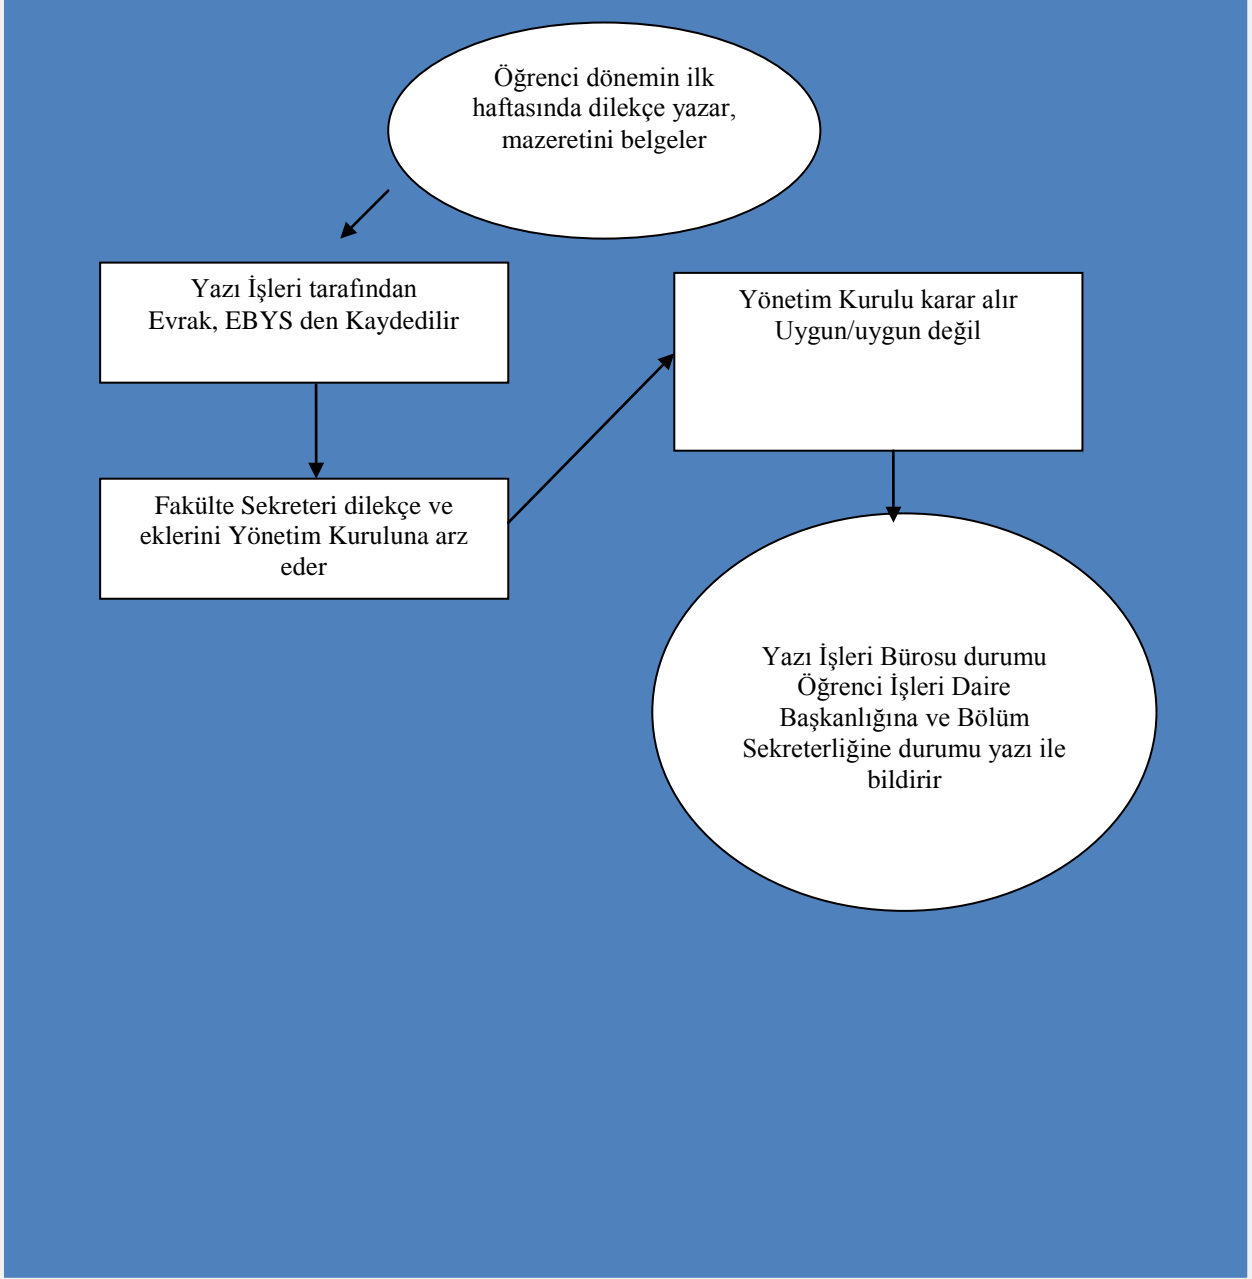 Öğrenci dönemin ilk
haftasında dilekçe yazar,
mazeretini belgeler
Yazı İşleri tarafından
Evrak, EBYS den Kaydedilir
Fakülte Sekreteri dilekçe ve
eklerini Yönetim Kuruluna arz
eder
Yönetim Kurulu karar alır
Uygun/uygun değil
Yazı İşleri Bürosu durumu
Öğrenci İşleri Daire
Başkanlığına ve Bölüm
Sekreterliğine durumu yazı ile
bildirir